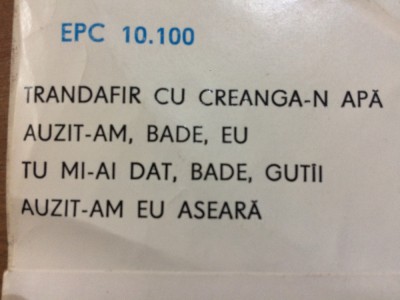 EPC 10.100
TRANDAFIR CU CREANGA-N APĂ
AUZIT-AM, BADE, EU
TU MI-AI DAT, BADE, GUTÎI
AUZIT-AM EU ASEARĂ